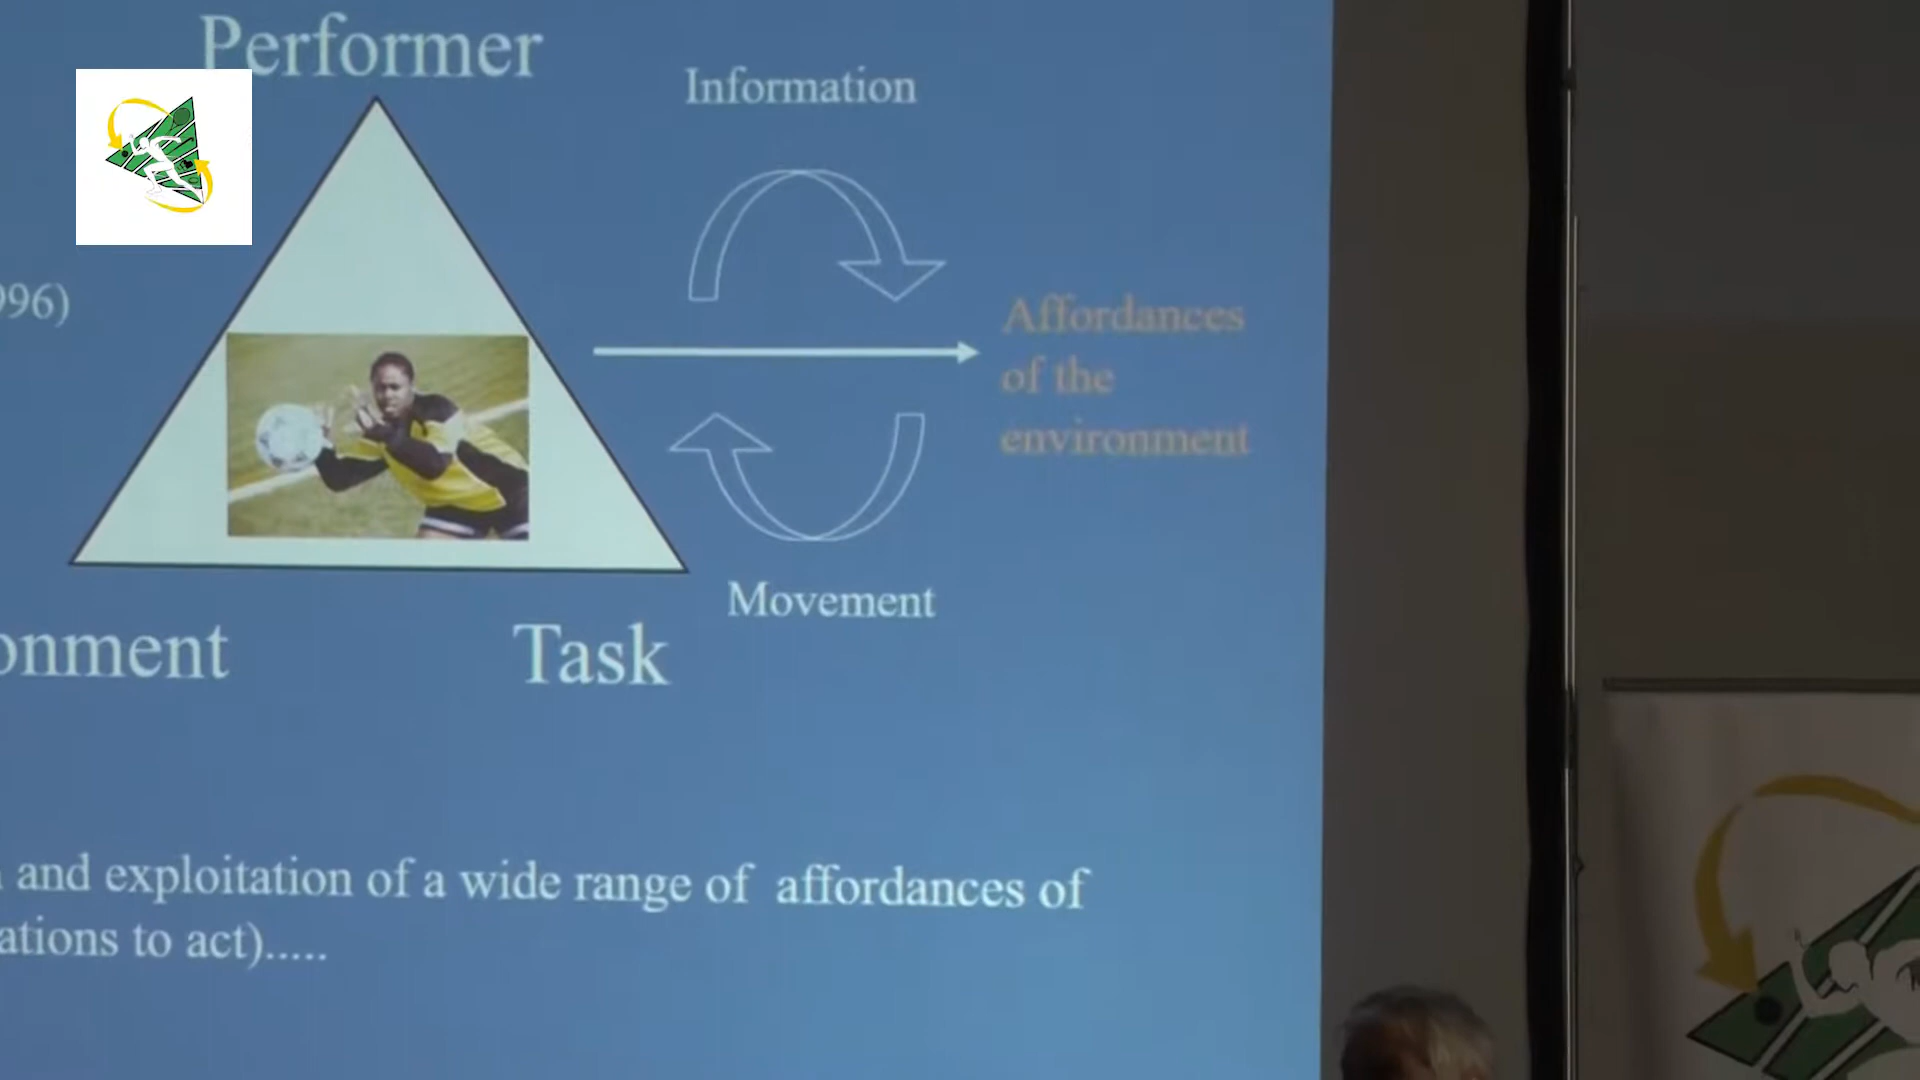 Performer
Information
996)
Affordances
of the
environment
Movement
onment
Task
and exploitation of a wide range of affordances of
ations to act).....